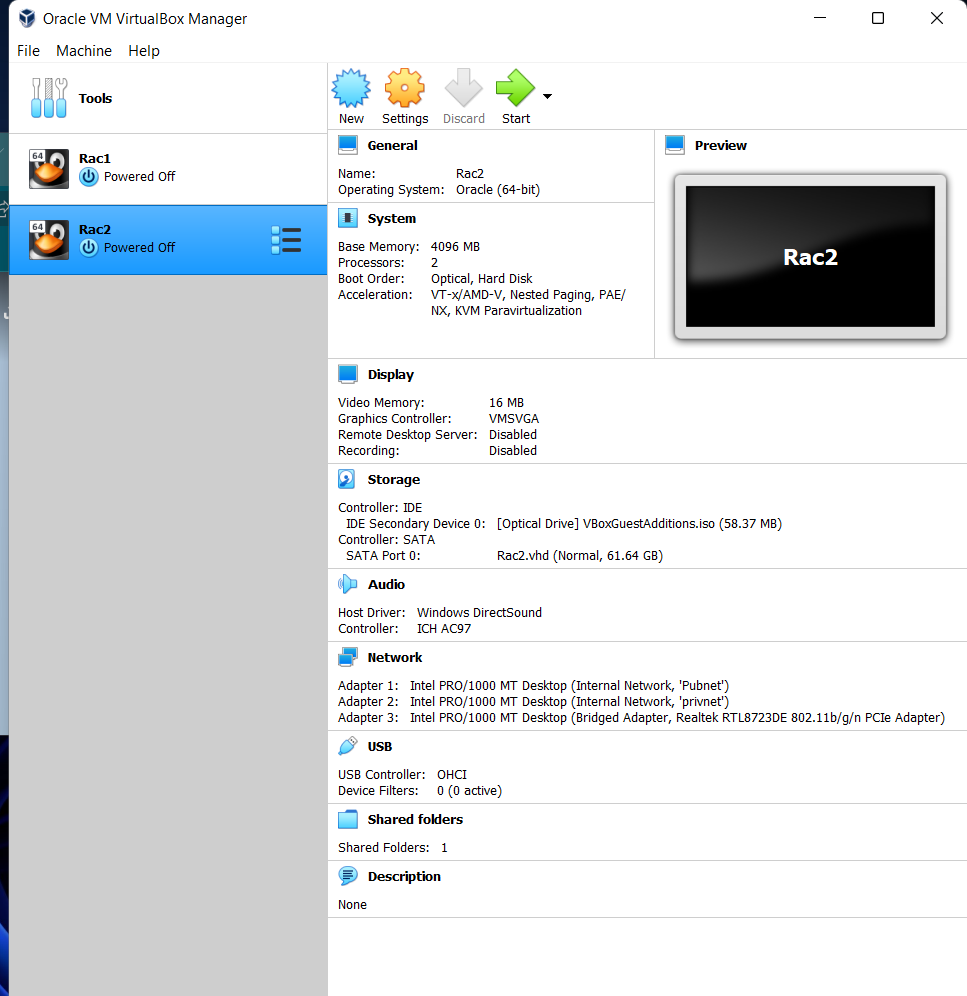 Oracle VM VirtualBox Manager
File Machine Help
Tools
64
Rac1
Powered Off
64
Rac2
Powered Off
New Settings Discard Start
General
Name: Rac2
Operating System: Oracle (64-bit)
Preview
Rac2
System
Base Memory: 4096 MB
Processors: 2
Boot Order: Optical, Hard Disk
Acceleration: VT-x/AMD-V, Nested Paging, PAE/
NX, KVM Paravirtualization
Display
Video Memory: 16 MB
Graphics Controller: VMSVGA
Remote Desktop Server: Disabled
Recording: Disabled
Storage
Controller: IDE
IDE Secondary Device 0: [Optical Drive] VBoxGuestAdditions.iso (58.37 MB)
Controller: SATA
SATA Port 0: Rac2.vhd (Normal, 61.64 GB)
Audio
Host Driver: Windows DirectSound
Controller: ICH AC97
Network
Adapter 1: Intel PRO/1000 MT Desktop (Internal Network, 'Pubnet')
Adapter 2: Intel PRO/1000 MT Desktop (Internal Network, 'privnet')
Adapter 3: Intel PRO/1000 MT Desktop (Bridged Adapter, Realtek RTL8723DE 802.11b/g/n PCIe Adapter)
USB
USB Controller: OHCI
Device Filters: 0 (0 active)
Shared folders
Shared Folders: 1
Description
None